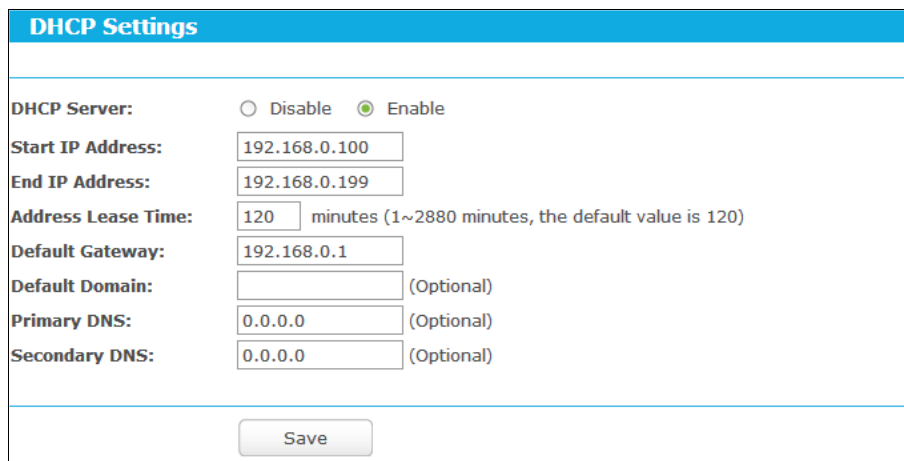 DHCP Settings
DHCP Server: Disable Enable
Start IP Address: 192.168.0.100
End IP Address: 192.168.0.199
Address Lease Time: 120 minutes (1~2880 minutes, the default value is 120)
Default Gateway: 192.168.0.1
Default Domain: (Optional)
Primary DNS: 0.0.0.0 (Optional)
Secondary DNS: 0.0.0.0 (Optional)
Save